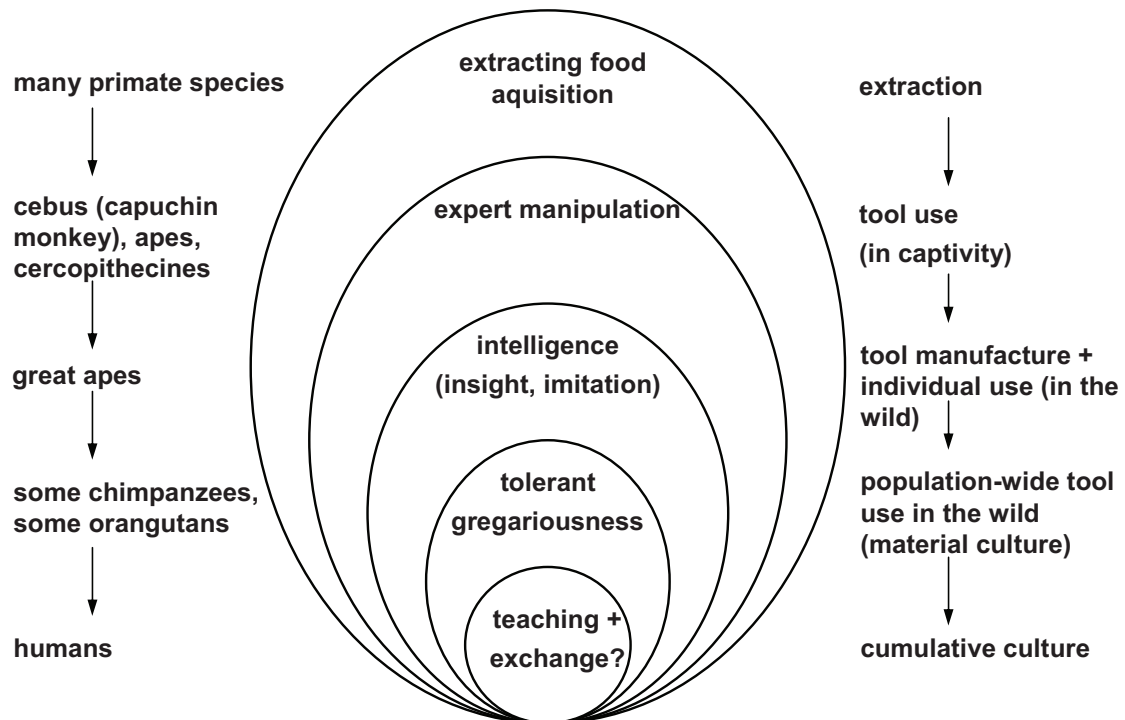 many primate species
cebus (capuchin
monkey), apes,
cercopithecines
great apes
some chimpanzees,
some orangutans
humans
extracting food
aquisition
expert manipulation
intelligence
(insight, imitation)
tolerant
gregariousness
teaching +
exchange?
extraction
tool use
(in captivity)
tool manufacture +
individual use (in the
wild)
population-wide tool
use in the wild
(material culture)
cumulative culture